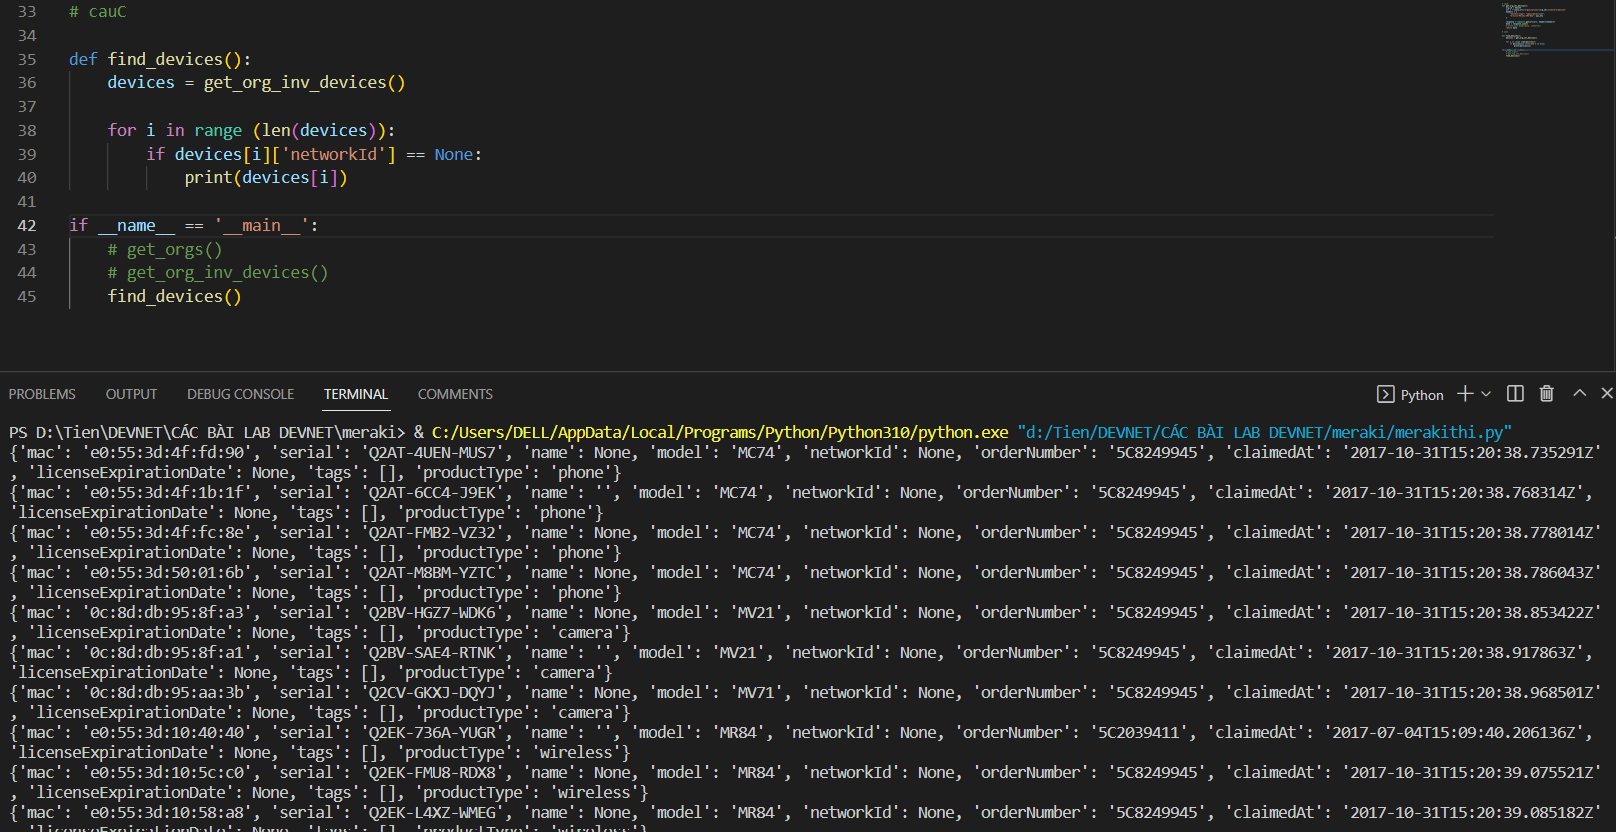 33 # cauC
34
35 def find_devices():
36 devices = get_org_inv_devices()
37
38 for i in range (len(devices)):
39 if devices[i]['networkId'] == None:
40 print(devices[i])
41
42 if __name__ == '__main__':
43 # get_orgs()
44 # get_org_inv_devices()
45 find_devices()
PROBLEMS OUTPUT DEBUG CONSOLE TERMINAL COMMENTS Python
PS D:\Tien\DEVNET\CÁC BÀI LAB DEVNET\meraki> & C:/Users/DELL/AppData/Local/Programs/Python/Python310/python.exe "d:/Tien/DEVNET/CÁC BÀI LAB DEVNET/meraki/merakithi.py"
{'mac': 'e0:55:3d:4f:fd:90', 'serial': 'Q2AT-4UEN-MUS7', 'name': None, 'model': 'MC74', 'networkId': None, 'orderNumber': '5C8249945', 'claimedAt': '2017-10-31T15:20:38.735291Z'
, 'licenseExpirationDate': None, 'tags': [], 'productType': 'phone'}
{'mac': 'e0:55:3d:4f:1b:1f', 'serial': 'Q2AT-6CC4-J9EK', 'name': '', 'model': 'MC74', 'networkId': None, 'orderNumber': '5C8249945', 'claimedAt': '2017-10-31T15:20:38.768314Z',
'licenseExpirationDate': None, 'tags': [], 'productType': 'phone'}
{'mac': 'e0:55:3d:4f:fc:8e', 'serial': 'Q2AT-FMB2-VZ32', 'name': None, 'model': 'MC74', 'networkId': None, 'orderNumber': '5C8249945', 'claimedAt': '2017-10-31T15:20:38.778014Z'
, 'licenseExpirationDate': None, 'tags': [], 'productType': 'phone'}
{'mac': 'e0:55:3d:50:01:6b', 'serial': 'Q2AT-M8BM-YZTC', 'name': None, 'model': 'MC74', 'networkId': None, 'orderNumber': '5C8249945', 'claimedAt': '2017-10-31T15:20:38.786043Z'
, 'licenseExpirationDate': None, 'tags': [], 'productType': 'phone'}
{'mac': '0c:8d:db:95:8f:a3', 'serial': 'Q2BV-HGZ7-WDK6', 'name': None, 'model': 'MV21', 'networkId': None, 'orderNumber': '5C8249945', 'claimedAt': '2017-10-31T15:20:38.853422Z'
, 'licenseExpirationDate': None, 'tags': [], 'productType': 'camera'}
{'mac': '0c:8d:db:95:8f:a1', 'serial': 'Q2BV-SAE4-RTNK', 'name': '', 'model': 'MV21', 'networkId': None, 'orderNumber': '5C8249945', 'claimedAt': '2017-10-31T15:20:38.917863Z',
'licenseExpirationDate': None, 'tags': [], 'productType': 'camera'}
{'mac': '0c:8d:db:95:aa:3b', 'serial': 'Q2CV-GKXJ-DQYJ', 'name': None, 'model': 'MV71', 'networkId': None, 'orderNumber': '5C8249945', 'claimedAt': '2017-10-31T15:20:38.968501Z'
, 'licenseExpirationDate': None, 'tags': [], 'productType': 'camera'}
{'mac': 'e0:55:3d:10:40:40', 'serial': 'Q2EK-736A-YUGR', 'name': '', 'model': 'MR84', 'networkId': None, 'orderNumber': '5C2039411', 'claimedAt': '2017-07-04T15:09:40.206136Z',
'licenseExpirationDate': None, 'tags': [], 'productType': 'wireless'}
{'mac': 'e0:55:3d:10:5c:c0', 'serial': 'Q2EK-FMU8-RDX8', 'name': None, 'model': 'MR84', 'networkId': None, 'orderNumber': '5C8249945', 'claimedAt': '2017-10-31T15:20:39.075521Z'
, 'licenseExpirationDate': None, 'tags': [], 'productType': 'wireless'}
{'mac': 'e0:55:3d:10:58:a8', 'serial': 'Q2EK-L4XZ-WMEG', 'name': None, 'model': 'MR84', 'networkId': None, 'orderNumber': '5C8249945', 'claimedAt': '2017-10-31T15:20:39.085182Z'
, 'licenseExpirationDate': None, 'tags': [], 'productType': 'wireless'}